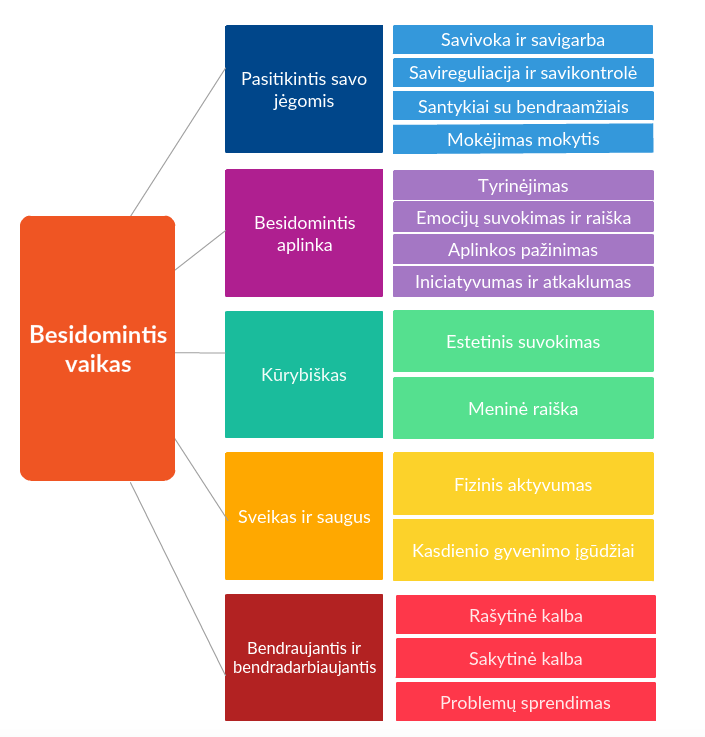 Besidomintis
vaikas
Pasitikintis savo
jėgomis
Savivoka ir savigarba
Savireguliacija ir savikontrolė
Santykiai su bendraamžiais
Mokėjimas mokytis
Besidomintis
aplinka
Tyrinėjimas
Emocijų suvokimas ir raiška
Aplinkos pažinimas
Iniciatyvumas ir atkaklumas
Kūrybiškas
Estetinis suvokimas
Meninė raiška
Sveikas ir saugus
Fizinis aktyvumas
Kasdienio gyvenimo įgūdžiai
Bendraujantis ir
bendradarbiaujantis
Rašytinė kalba
Sakytinė kalba
Problemų sprendimas